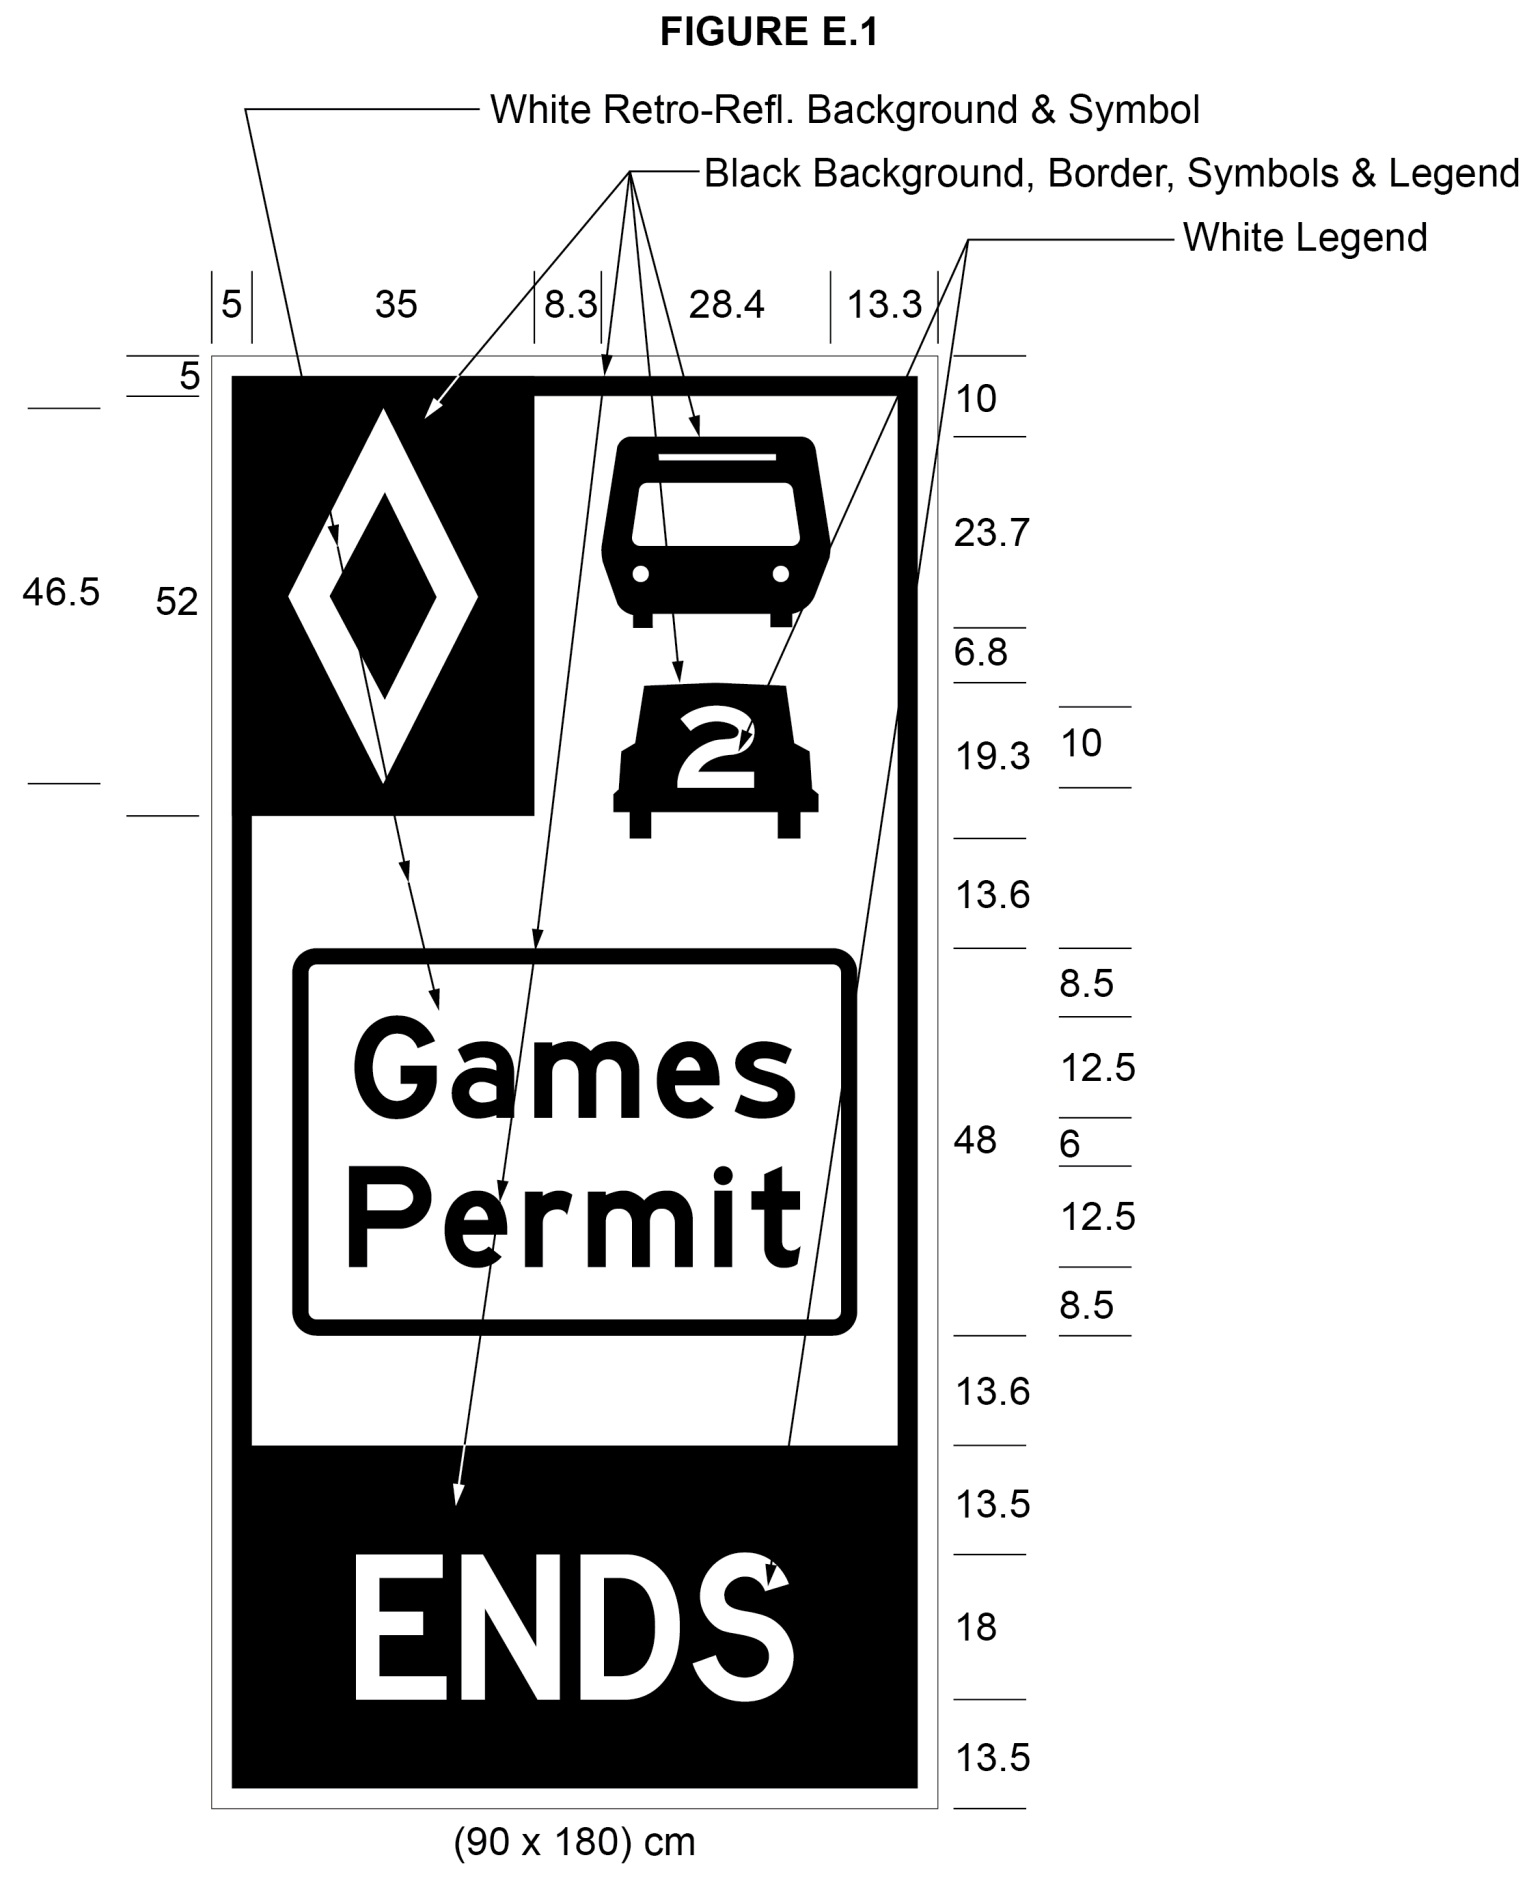 FIGURE E.1
White Retro-Refl. Background & Symbol
Black Background, Border, Symbols & Legend
White Legend
5 35 8.3 28.4 13.3
5
10
23.7
46.5 52
6.8
2
19.3 10
13.6
8.5
Games
12.5
48 6
Permit
12.5
8.5
13.6
13.5
ENDS
18
13.5
(90 x 180) cm